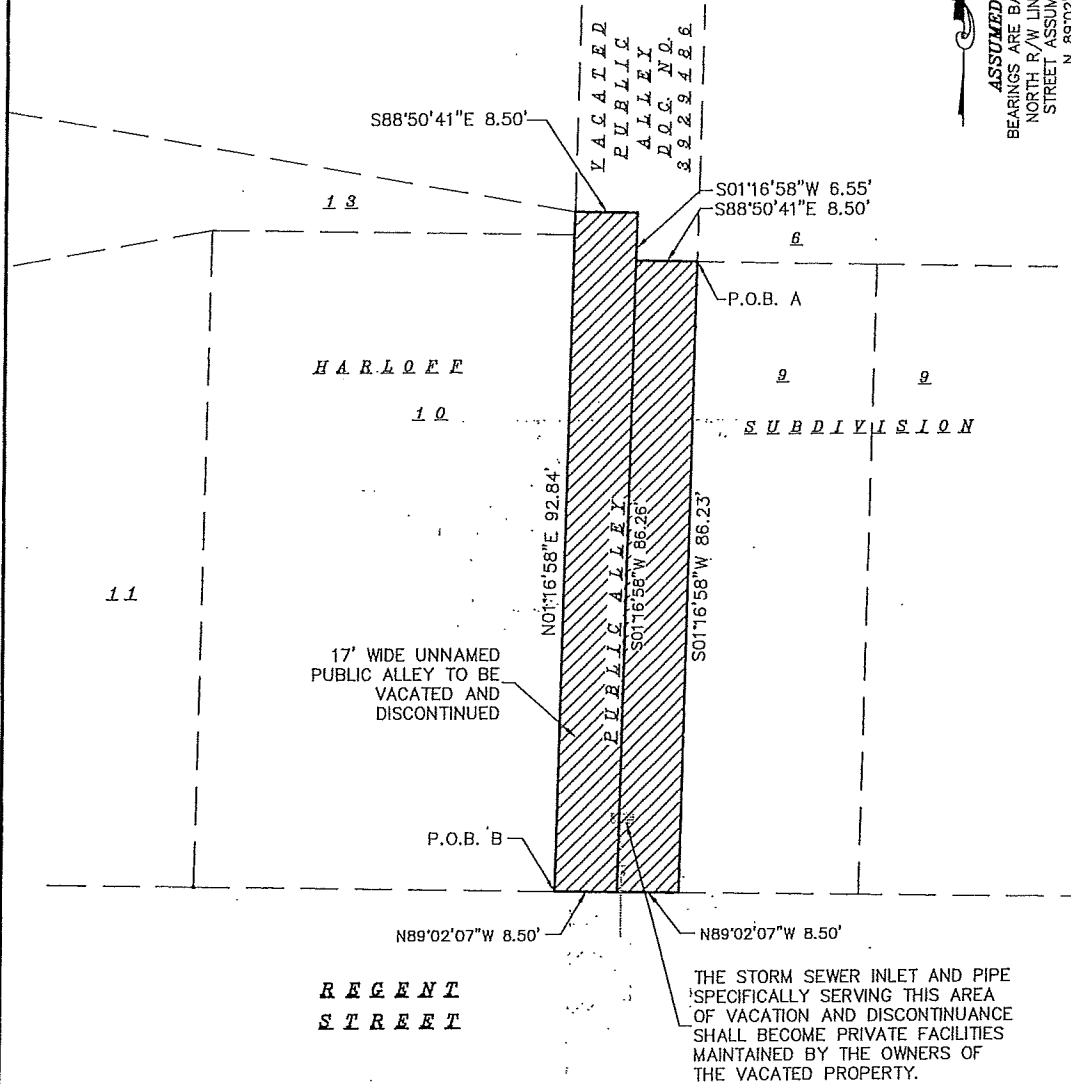 VACATED
PUBLIC
ALLEY
DOC. NO.
3929486
ASSUMED
BEARINGS ARE BA
NORTH R/W LIN
STREET ASSUM
N 89°02'
S88°50'41"E 8.50'
S01°16'58"W 6.55'
S88°50'41"E 8.50'
13
6
P.O.B. A
HARLOFF
10
9
9
SUBDIVISION
11
N01°16'58"E 92.84'
PUBLIC ALLEY
S01°16'58"W 86.26'
S01°16'58"W 86.23'
17' WIDE UNNAMED
PUBLIC ALLEY TO BE
VACATED AND
DISCONTINUED
P.O.B. B
N89°02'07"W 8.50'
N89°02'07"W 8.50'
REGENT
STREET
THE STORM SEWER INLET AND PIPE
SPECIFICALLY SERVING THIS AREA
OF VACATION AND DISCONTINUANCE
SHALL BECOME PRIVATE FACILITIES
MAINTAINED BY THE OWNERS OF
THE VACATED PROPERTY.